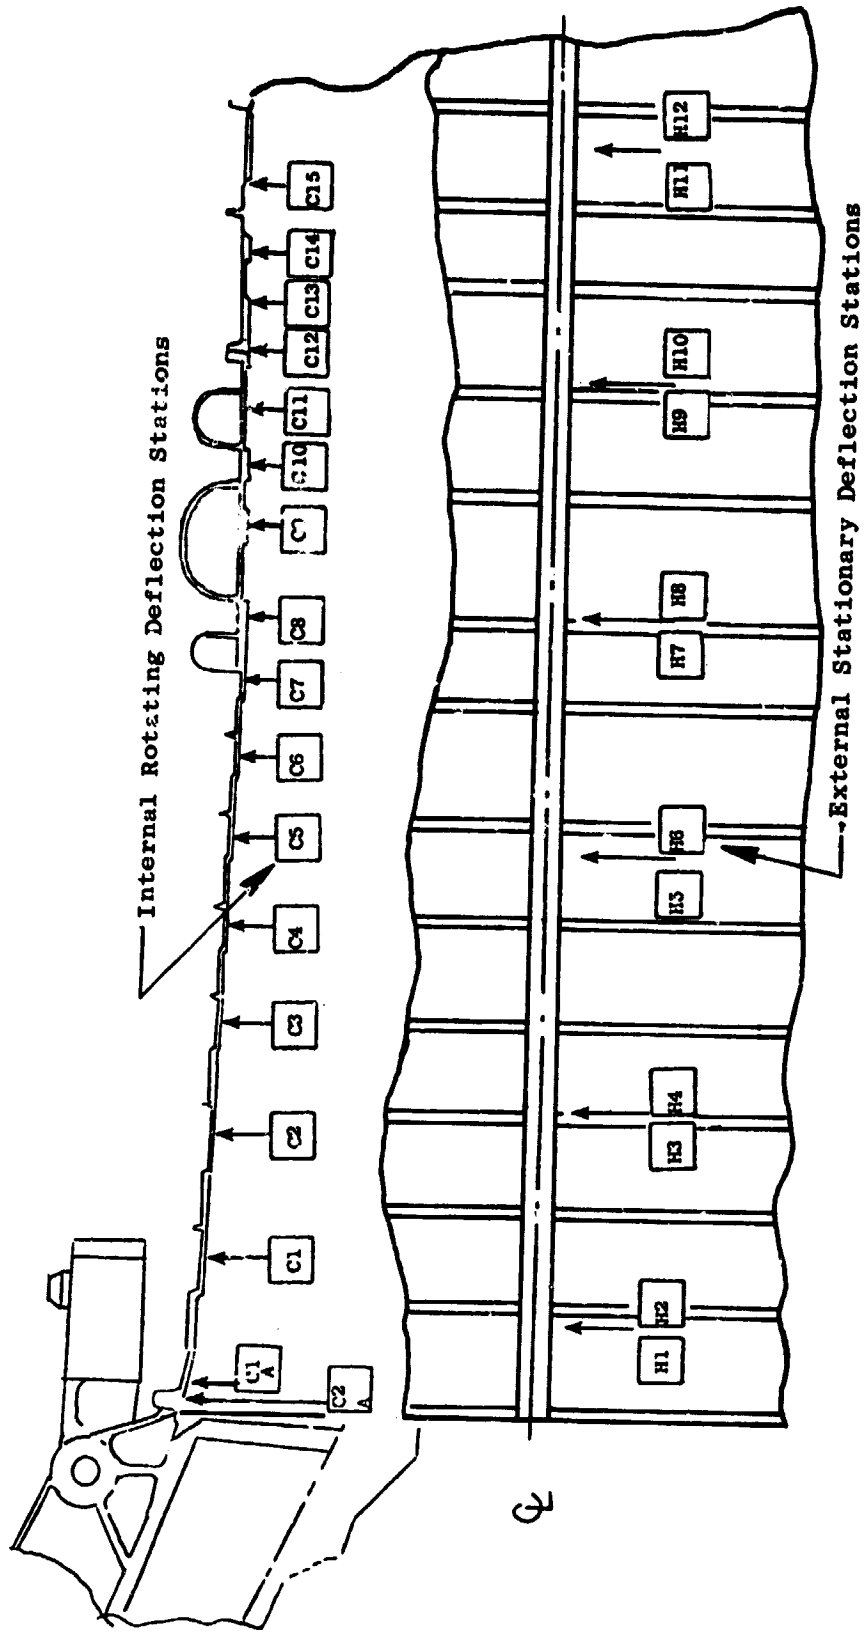 Internal Rotating Deflection Stations
C2
A
C1
A
C1
C2
C3
C4
C5
C6
C7
C8
C9
C10
C11
C12
C13
C14
C15
℄
H1
H2
H3
H4
H5
H6
H7
H8
H9
H10
H11
H12
External Stationary Deflection Stations